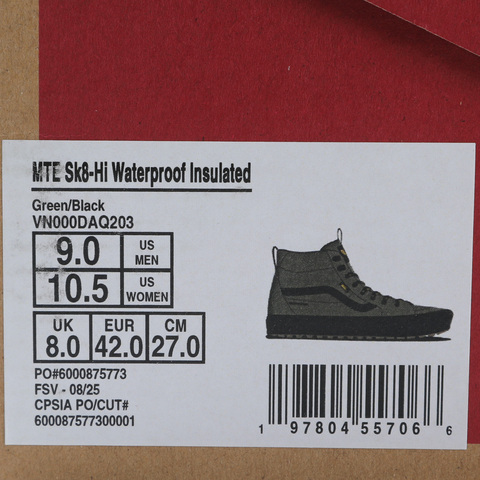 MTE Sk8-Hi Waterproof Insulated
Green/Black
VN000DAQ203
9.0 US MEN
10.5 US WOMEN
UK EUR CM
8.0 42.0 27.0
PO#6000875773
FSV - 08/25
CPSIA PO/CUT#
600087577300001
1 97804 55706 6